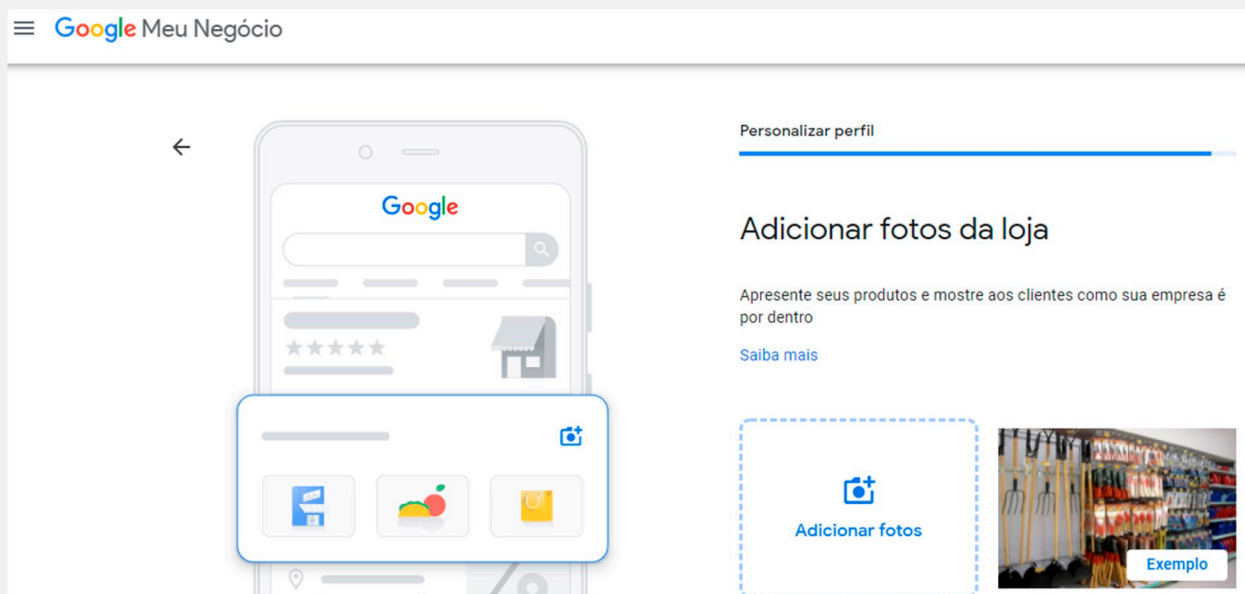 Google Meu Negócio
Personalizar perfil
Google
Adicionar fotos da loja
Apresente seus produtos e mostre aos clientes como sua empresa é
por dentro
Saiba mais
Adicionar fotos
Exemplo